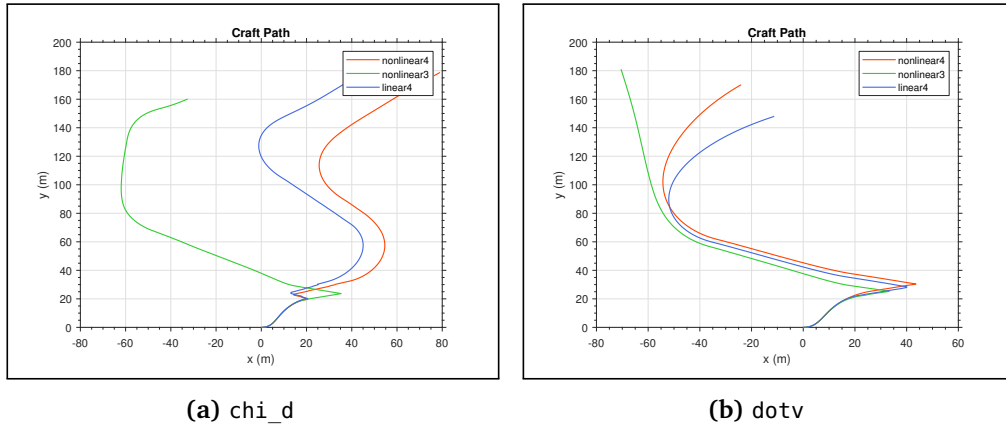 Craft Path
200
180
160
140
120
100
80
60
40
20
0
y (m)
nonlinear4
nonlinear3
linear4
-80 -60 -40 -20 0 20 40 60 80
x (m)
(a) chi_d
Craft Path
200
180
160
140
120
100
80
60
40
20
0
y (m)
nonlinear4
nonlinear3
linear4
-80 -60 -40 -20 0 20 40 60
x (m)
(b) dotv